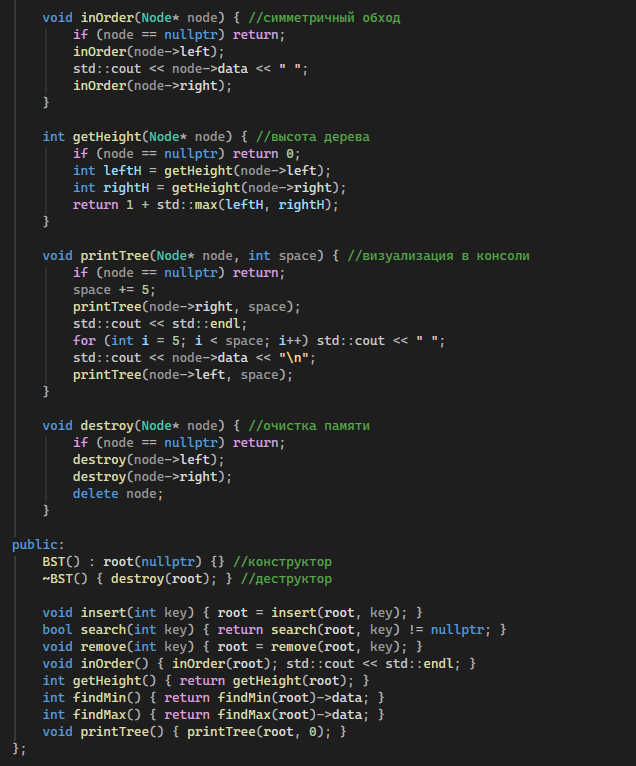 void inOrder(Node* node) { //симметричный обход
if (node == nullptr) return;
inOrder(node->left);
std::cout << node->data << " ";
inOrder(node->right);
}
int getHeight(Node* node) { //высота дерева
if (node == nullptr) return 0;
int leftH = getHeight(node->left);
int rightH = getHeight(node->right);
return 1 + std::max(leftH, rightH);
}
void printTree(Node* node, int space) { //визуализация в консоли
if (node == nullptr) return;
space += 5;
printTree(node->right, space);
std::cout << std::endl;
for (int i = 5; i < space; i++) std::cout << " ";
std::cout << node->data << "\n";
printTree(node->left, space);
}
void destroy(Node* node) { //очистка памяти
if (node == nullptr) return;
destroy(node->left);
destroy(node->right);
delete node;
}
public:
BST() : root(nullptr) {} //конструктор
~BST() { destroy(root); } //деструктор
void insert(int key) { root = insert(root, key); }
bool search(int key) { return search(root, key) != nullptr; }
void remove(int key) { root = remove(root, key); }
void inOrder() { inOrder(root); std::cout << std::endl; }
int getHeight() { return getHeight(root); }
int findMin() { return findMin(root)->data; }
int findMax() { return findMax(root)->data; }
void printTree() { printTree(root, 0); }
};